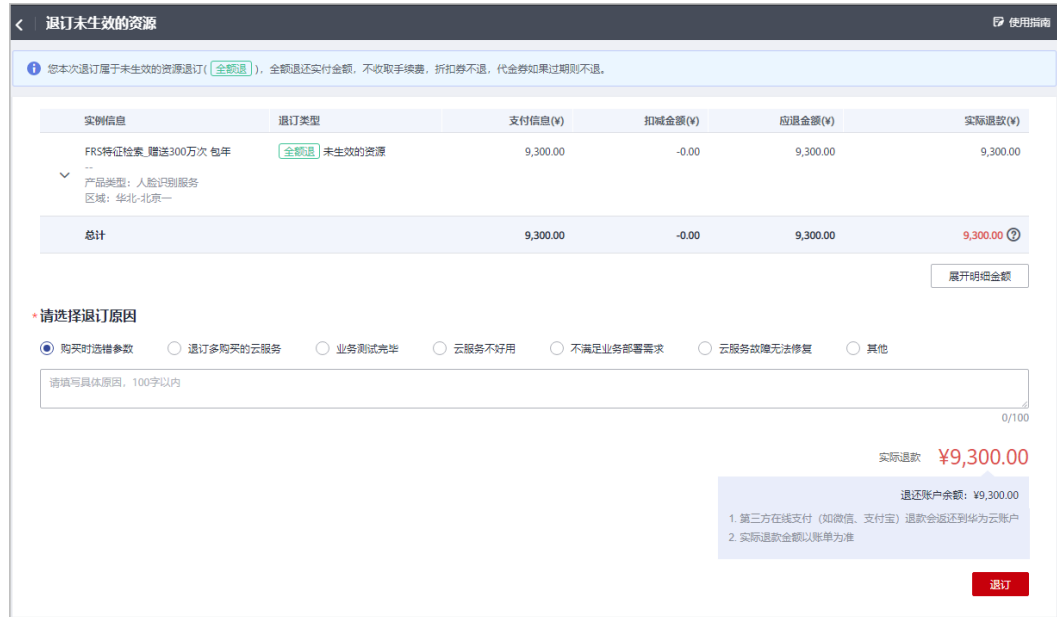 退订未生效的资源 使用指南
您本次退订属于未生效的资源退订( 全额退 )，全额退还实付金额，不收取手续费，折扣券不退，代金券如果过期则不退。
实例信息 退订类型 支付信息(¥) 扣减金额(¥) 应退金额(¥) 实际退款(¥)
FRS特征检索_赠送300万次 包年 全额退 未生效的资源 9,300.00 -0.00 9,300.00 9,300.00
--
产品类型：人脸识别服务
区域：华北-北京一
总计 9,300.00 -0.00 9,300.00 9,300.00
展开明细金额
*请选择退订原因
购买时选错参数 退订多购买的云服务 业务测试完毕 云服务不好用 不满足业务部署需求 云服务故障无法修复 其他
请填写具体原因，100字以内
0/100
实际退款 ¥9,300.00
退还账户余额：¥9,300.00
1. 第三方在线支付（如微信、支付宝）退款会返还到华为云账户
2. 实际退款金额以账单为准
退订